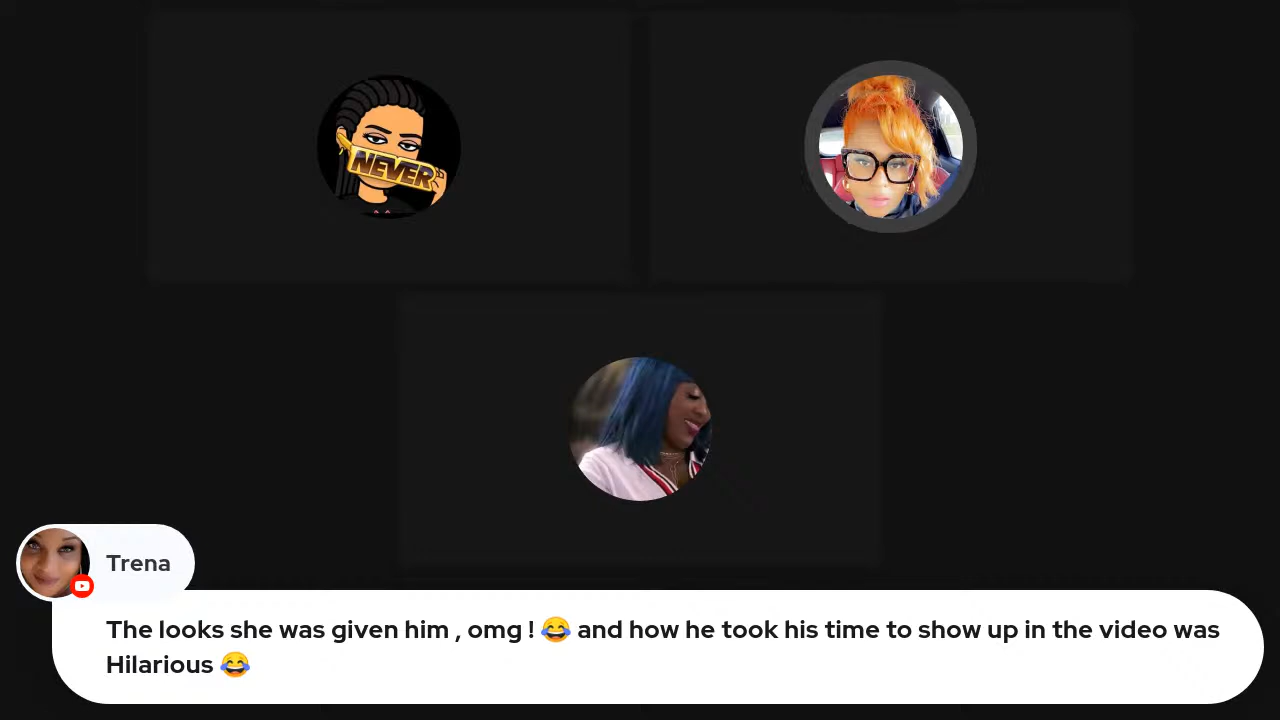 NEVER
Trena
The looks she was given him , omg ! 😂 and how he took his time to show up in the video was
Hilarious 😂